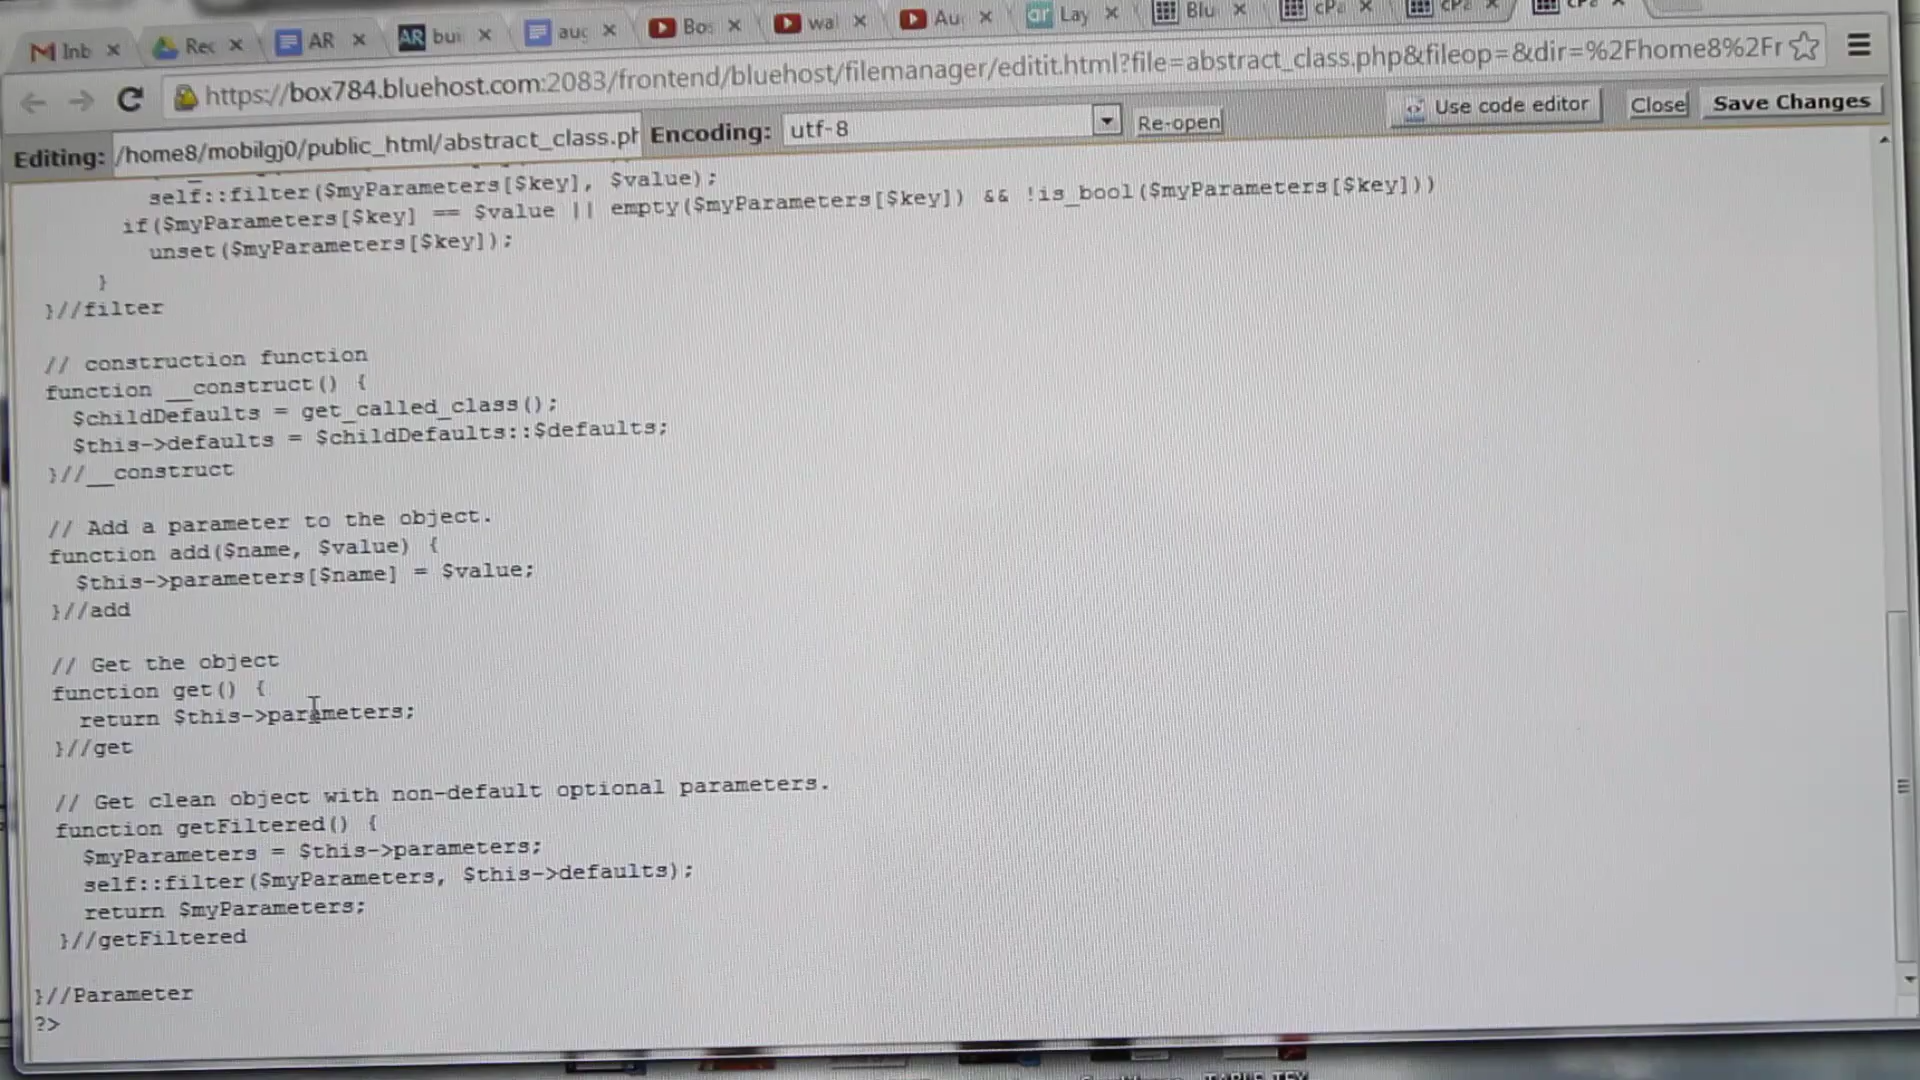 Inb
Rec
AR
AR bui
aug
Bos
wal
Au
ar Lay
Blu
cPa
cPa
cPa
https://box784.bluehost.com:2083/frontend/bluehost/filemanager/editit.html?file=abstract_class.php&fileop=&dir=%2Fhome8%2Fr
Editing: /home8/mobilgj0/public_html/abstract_class.ph Encoding: utf-8 Re-open Use code editor Close Save Changes
self::filter($myParameters[$key], $value);
if($myParameters[$key] == $value || empty($myParameters[$key]) && !is_bool($myParameters[$key]))
unset($myParameters[$key]);
}
}//filter
// construction function
function __construct() {
$childDefaults = get_called_class();
$this->defaults = $childDefaults::$defaults;
}//__construct
// Add a parameter to the object.
function add($name, $value) {
$this->parameters[$name] = $value;
}//add
// Get the object
function get() {
return $this->parameters;
}//get
// Get clean object with non-default optional parameters.
function getFiltered() {
$myParameters = $this->parameters;
self::filter($myParameters, $this->defaults);
return $myParameters;
}//getFiltered
}//Parameter
?>